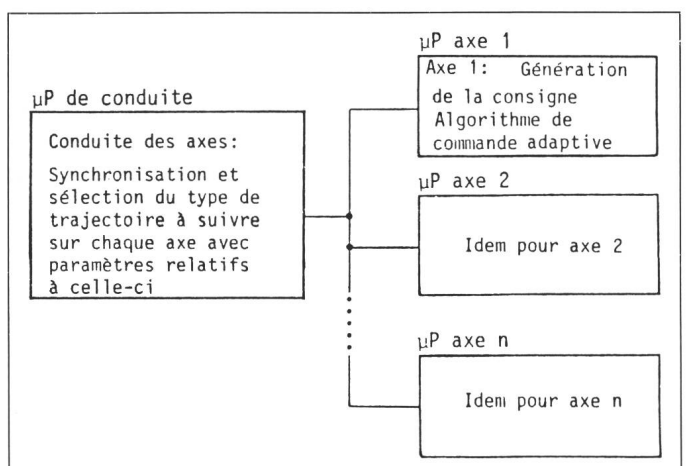 µP de conduite
Conduite des axes:
Synchronisation et
sélection du type de
trajectoire à suivre
sur chaque axe avec
paramètres relatifs
à celle-ci
µP axe 1
Axe 1: Génération
de la consigne
Algorithme de
commande adaptive
µP axe 2
Idem pour axe 2
µP axe n
Idem pour axe n